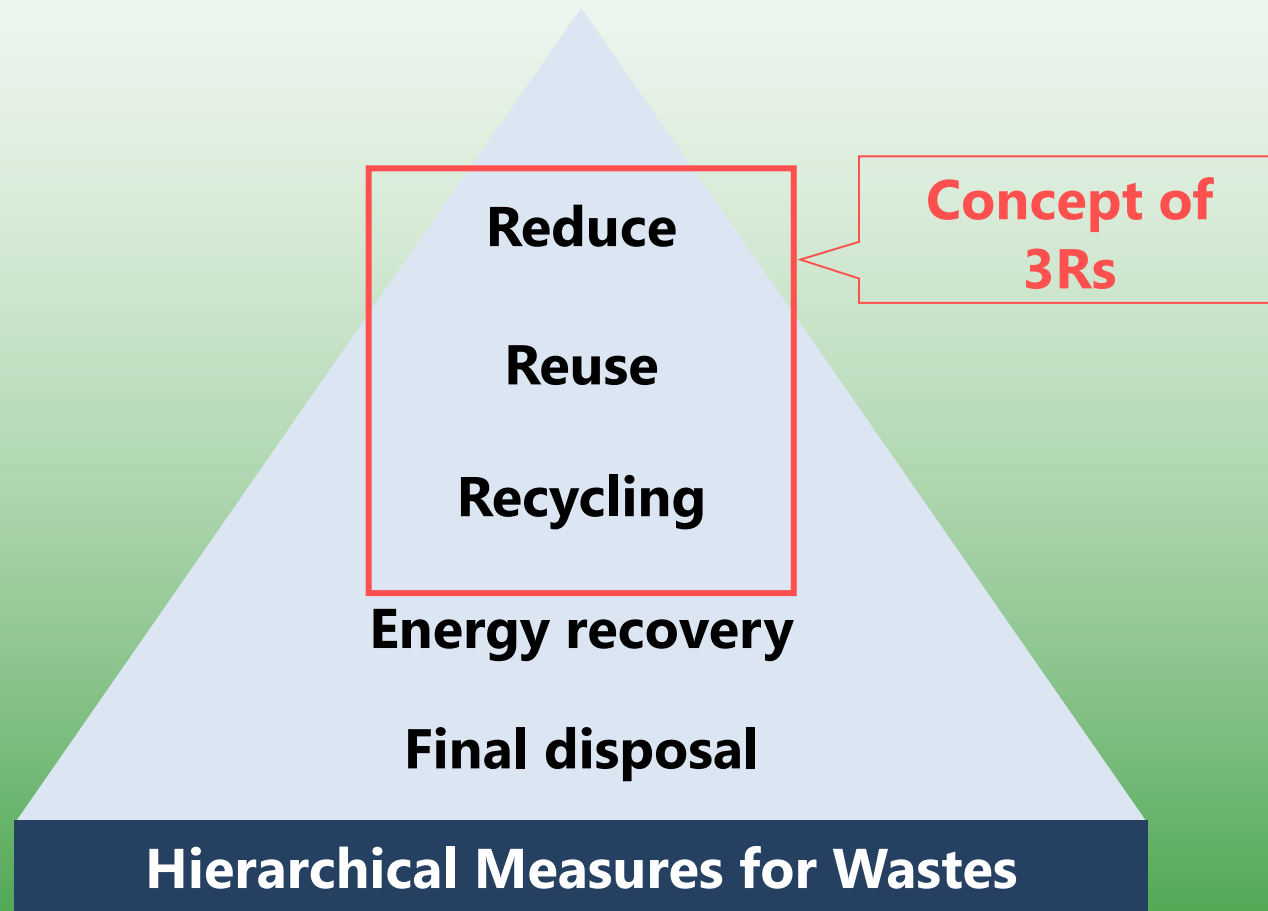 Reduce
Concept of
3Rs
Reuse
Recycling
Energy recovery
Final disposal
Hierarchical Measures for Wastes